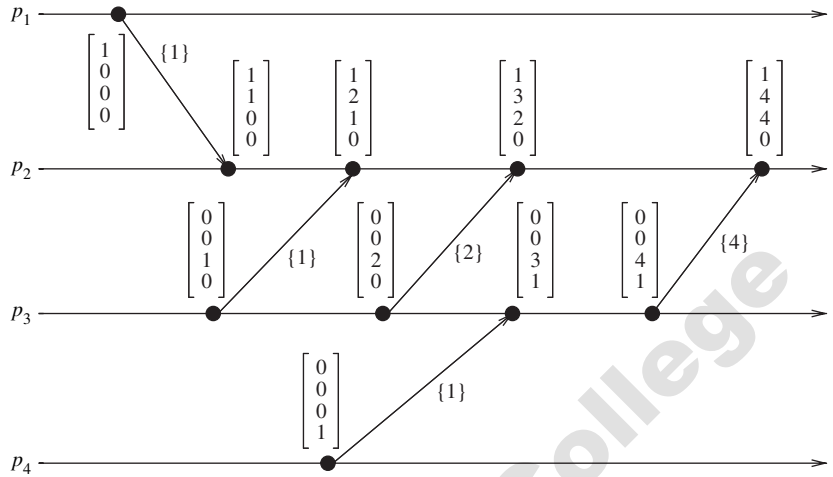 p1
{1}
[1 0 0 0]
[1 1 0 0]
[1 2 1 0]
[1 3 2 0]
[1 4 4 0]
p2
[0 0 1 0]
{1}
[0 0 2 0]
{2}
[0 0 3 1]
[0 0 4 1]
{4}
p3
[0 0 0 1]
{1}
p4
College